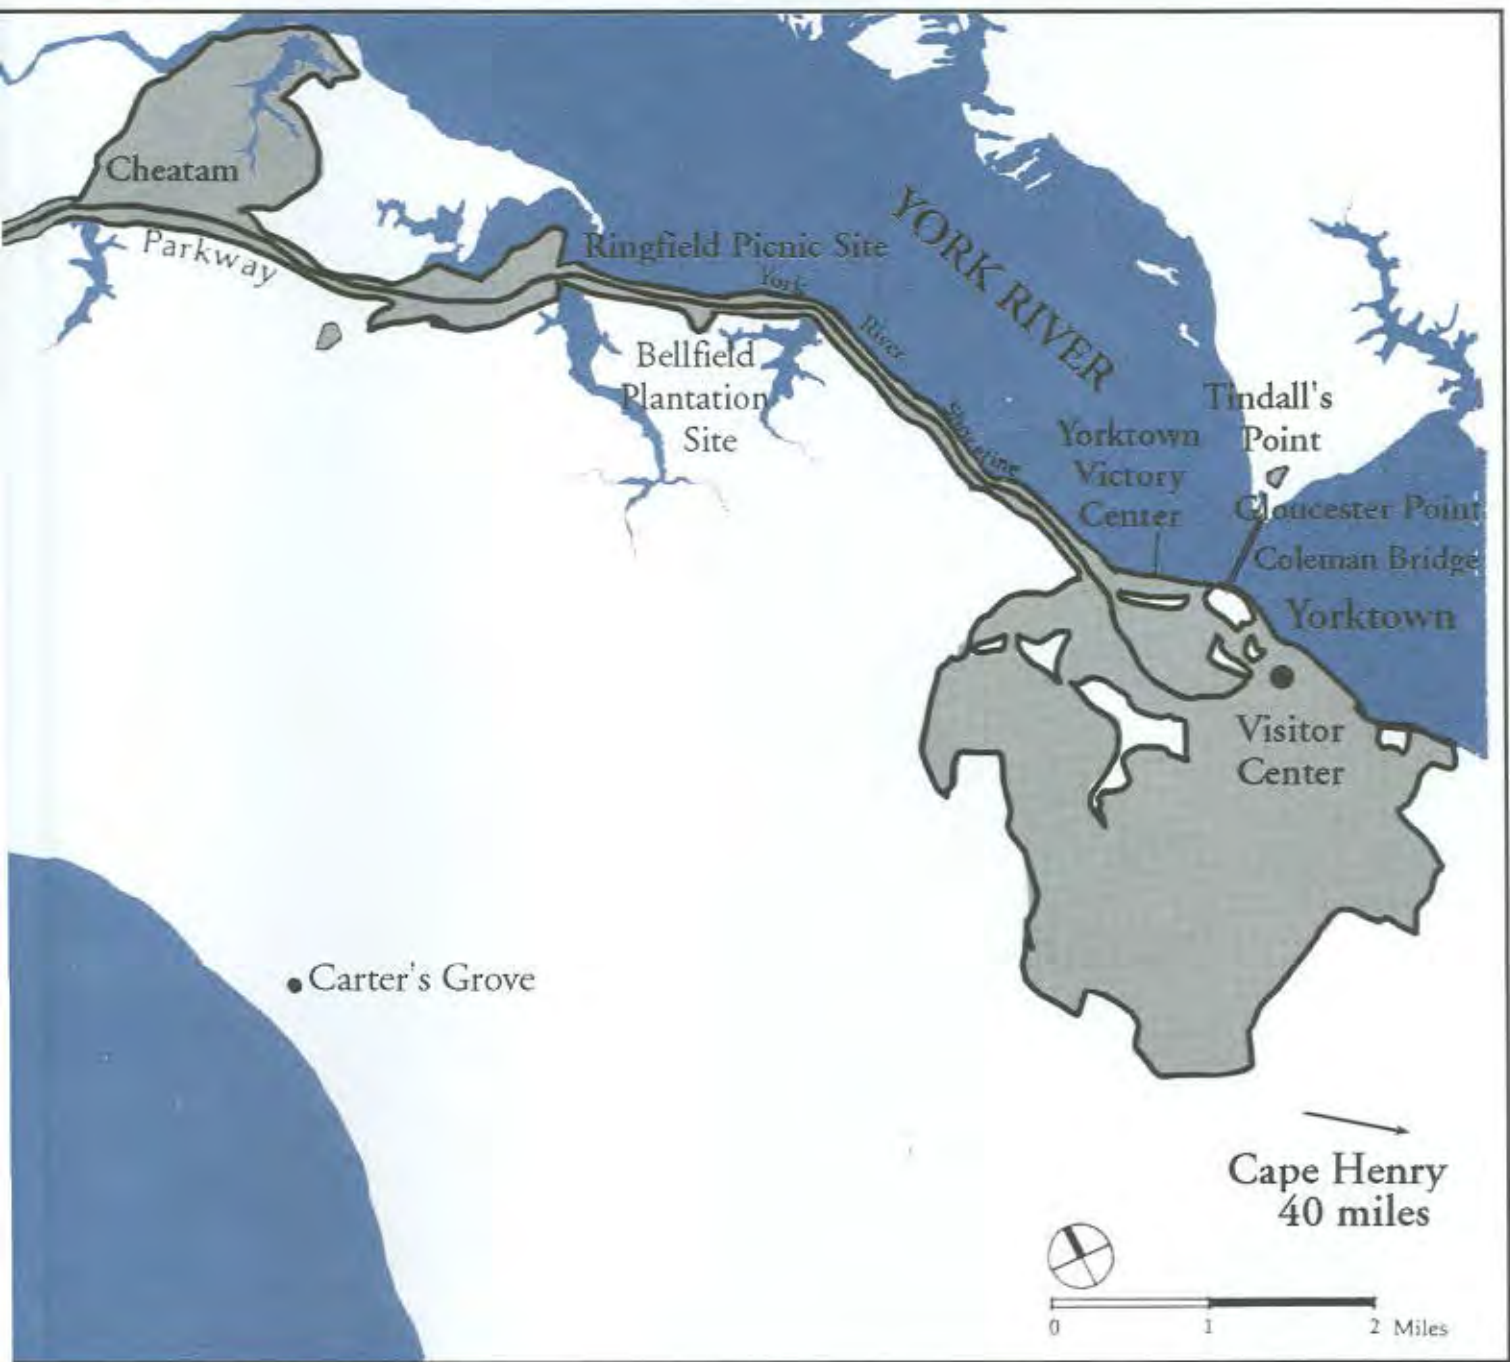 Cheatam
Parkway
Ringfield Picnic Site
York
River
Shoreline
YORK RIVER
Bellfield
Plantation
Site
Tindall's
Point
Yorktown
Victory
Center
Gloucester Point
Coleman Bridge
Yorktown
Visitor
Center
Carter's Grove
Cape Henry
40 miles
0 1 2 Miles